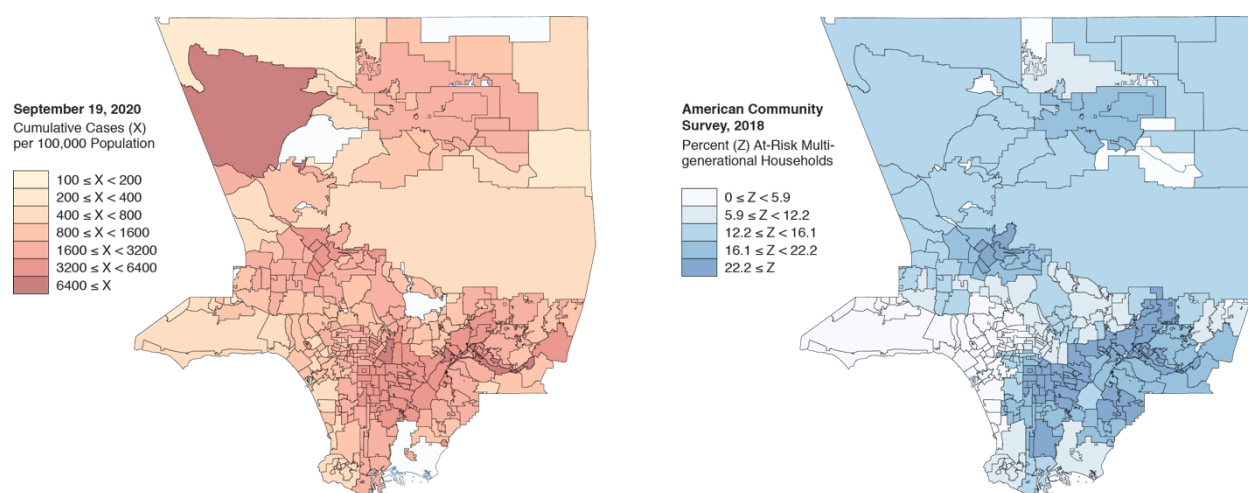 September 19, 2020
Cumulative Cases (X)
per 100,000 Population
100 ≤ X < 200
200 ≤ X < 400
400 ≤ X < 800
800 ≤ X < 1600
1600 ≤ X < 3200
3200 ≤ X < 6400
6400 ≤ X
American Community
Survey, 2018
Percent (Z) At-Risk Multi-
generational Households
0 ≤ Z < 5.9
5.9 ≤ Z < 12.2
12.2 ≤ Z < 16.1
16.1 ≤ Z < 22.2
22.2 ≤ Z